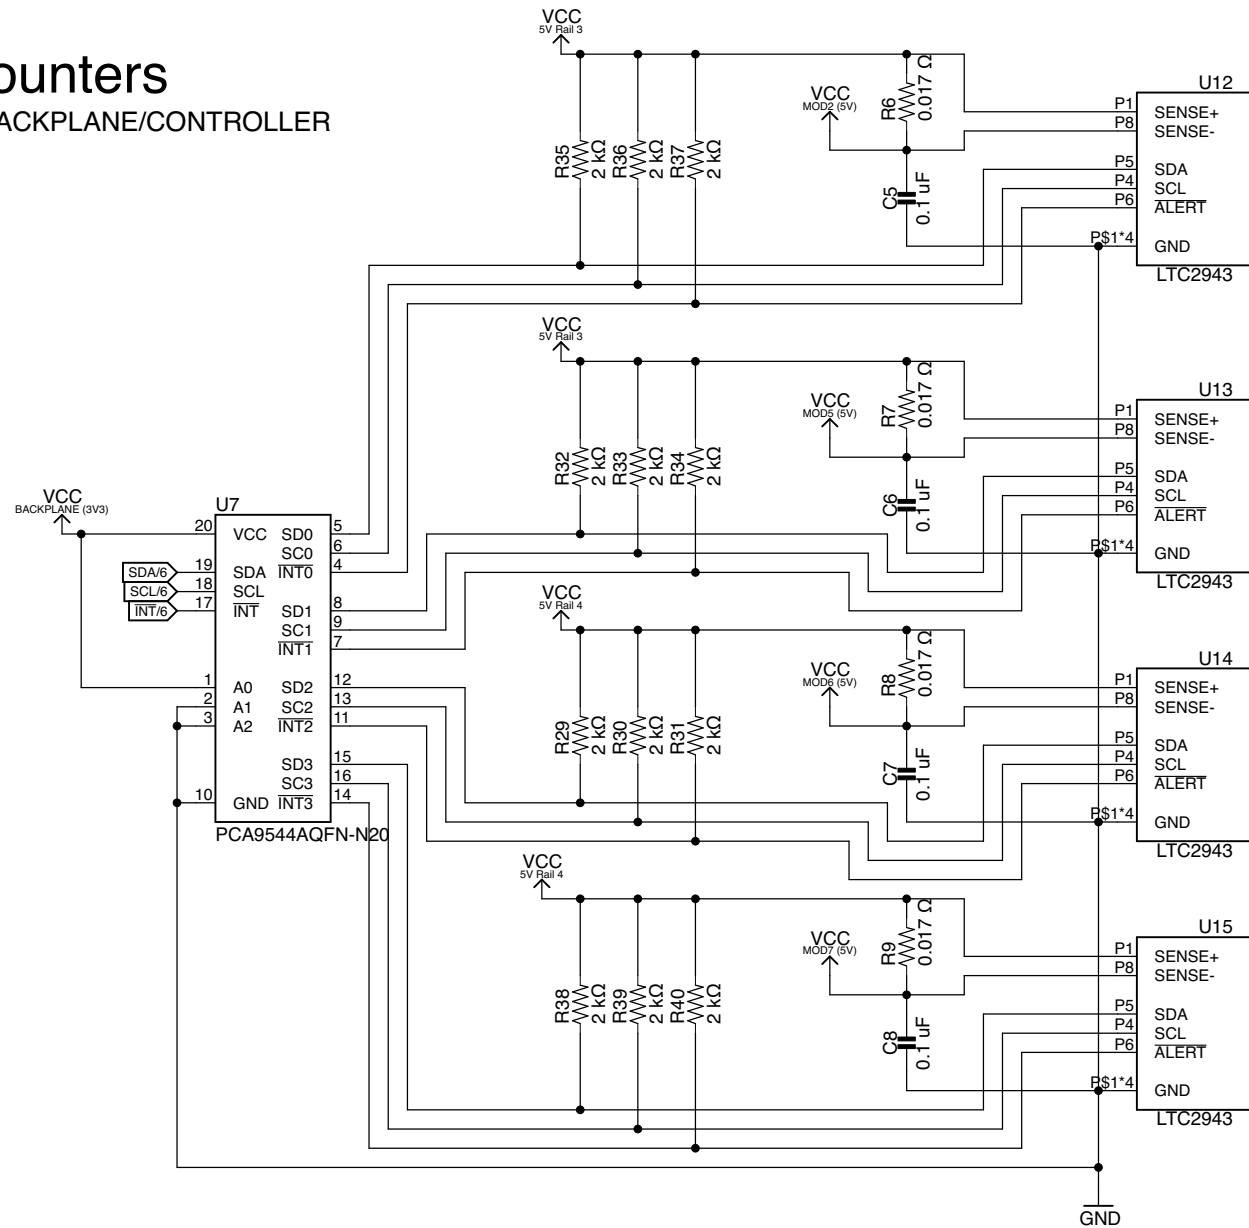 ounters
ACKPLANE/CONTROLLER
VCC
5V Rail 3
R35
2 kΩ
R36
2 kΩ
R37
2 kΩ
VCC
MOD2 (5V)
R6
0.017 Ω
C5
0.1 uF
U12
P1 SENSE+
P8 SENSE-
P5 SDA
P4 SCL
P6 ALERT
P$1*4 GND
LTC2943
VCC
5V Rail 3
R32
2 kΩ
R33
2 kΩ
R34
2 kΩ
VCC
MOD5 (5V)
R7
0.017 Ω
C6
0.1 uF
U13
P1 SENSE+
P8 SENSE-
P5 SDA
P4 SCL
P6 ALERT
P$1*4 GND
LTC2943
VCC
BACKPLANE (3V3)
SDA/6
SCL/6
INT/6
U7
20 VCC SD0 5
SC0 6
19 SDA INT0 4
18 SCL
17 INT SD1 8
SC1 9
INT1 7
1 A0 SD2 12
2 A1 SC2 13
3 A2 INT2 11
SD3 15
SC3 16
10 GND INT3 14
PCA9544AQFN-N20
VCC
5V Rail 4
R29
2 kΩ
R30
2 kΩ
R31
2 kΩ
VCC
MOD6 (5V)
R8
0.017 Ω
C7
0.1 uF
U14
P1 SENSE+
P8 SENSE-
P5 SDA
P4 SCL
P6 ALERT
P$1*4 GND
LTC2943
VCC
5V Rail 4
R38
2 kΩ
R39
2 kΩ
R40
2 kΩ
VCC
MOD7 (5V)
R9
0.017 Ω
C8
0.1 uF
U15
P1 SENSE+
P8 SENSE-
P5 SDA
P4 SCL
P6 ALERT
P$1*4 GND
LTC2943
GND